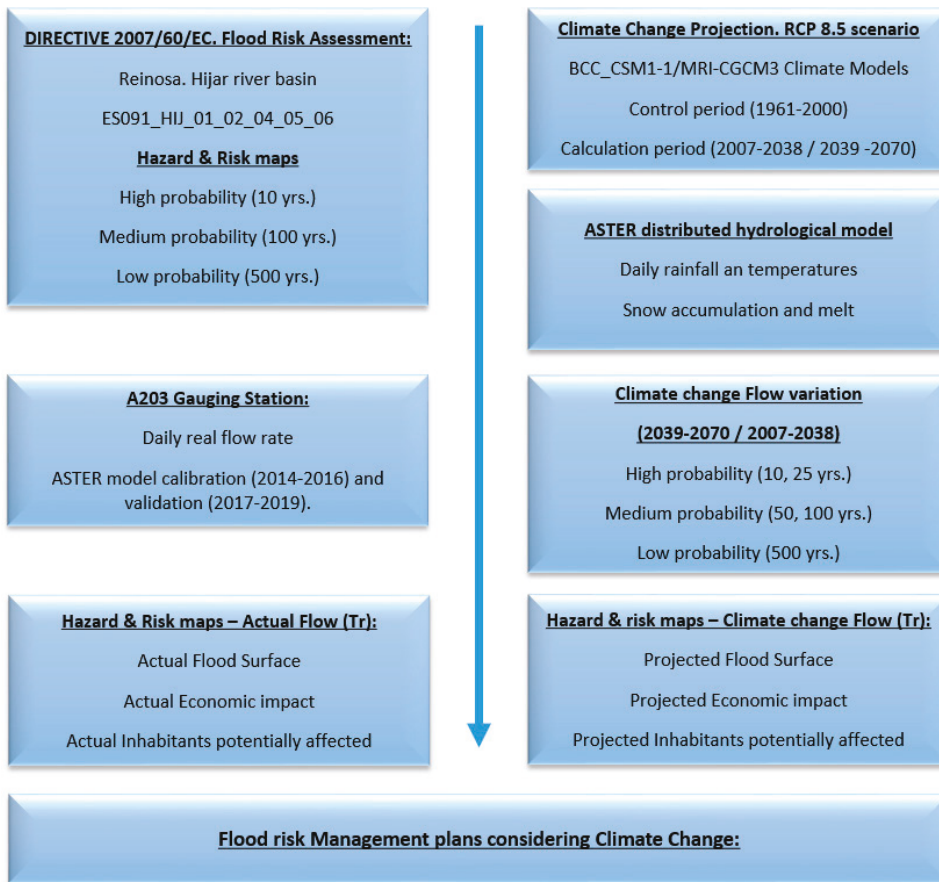 DIRECTIVE 2007/60/EC. Flood Risk Assessment:
Reinosa. Hijar river basin
ES091_HIJ_01_02_04_05_06
Hazard & Risk maps
High probability (10 yrs.)
Medium probability (100 yrs.)
Low probability (500 yrs.)
Climate Change Projection. RCP 8.5 scenario
BCC_CSM1-1/MRI-CGCM3 Climate Models
Control period (1961-2000)
Calculation period (2007-2038 / 2039 -2070)
ASTER distributed hydrological model
Daily rainfall an temperatures
Snow accumulation and melt
A203 Gauging Station:
Daily real flow rate
ASTER model calibration (2014-2016) and
validation (2017-2019).
Climate change Flow variation
(2039-2070 / 2007-2038)
High probability (10, 25 yrs.)
Medium probability (50, 100 yrs.)
Low probability (500 yrs.)
Hazard & Risk maps – Actual Flow (Tr):
Actual Flood Surface
Actual Economic impact
Actual Inhabitants potentially affected
Hazard & risk maps – Climate change Flow (Tr):
Projected Flood Surface
Projected Economic impact
Projected Inhabitants potentially affected
Flood risk Management plans considering Climate Change: